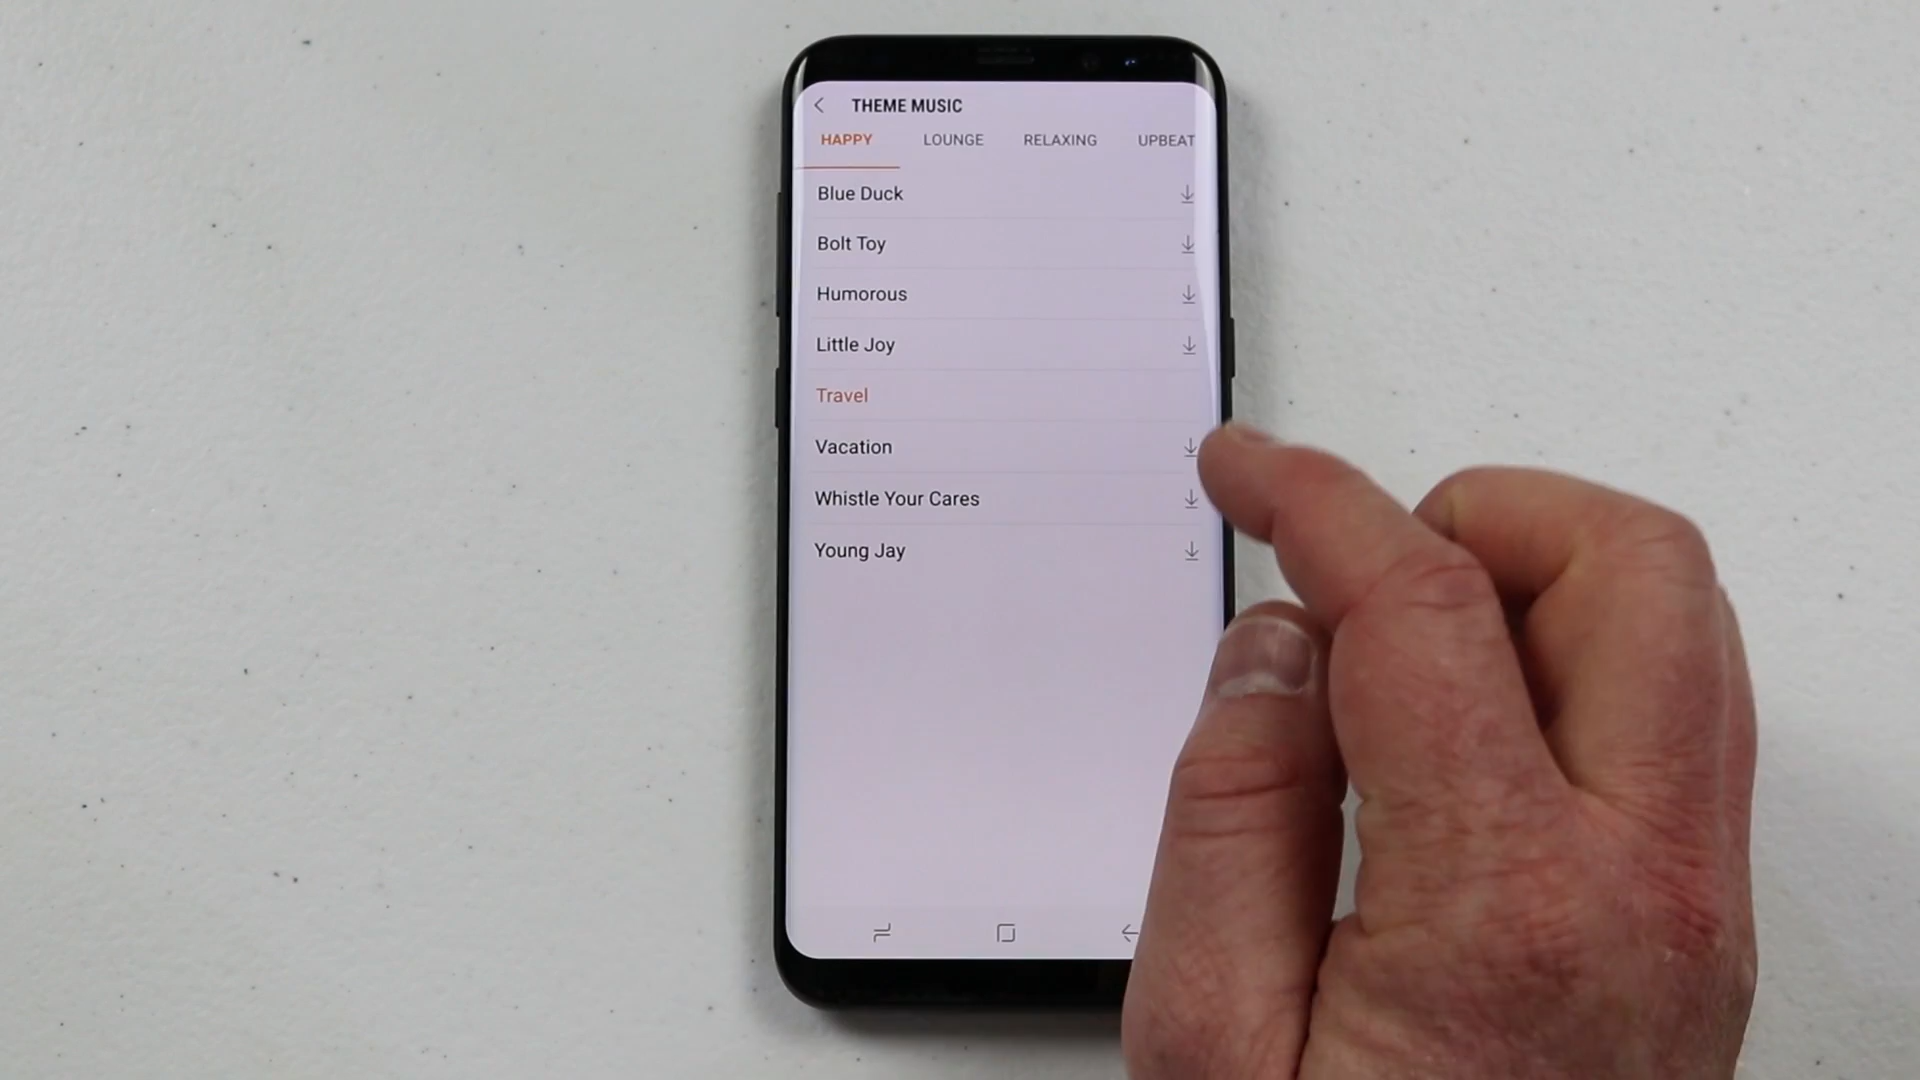 THEME MUSIC
HAPPY LOUNGE RELAXING UPBEAT
Blue Duck
Bolt Toy
Humorous
Little Joy
Travel
Vacation
Whistle Your Cares
Young Jay